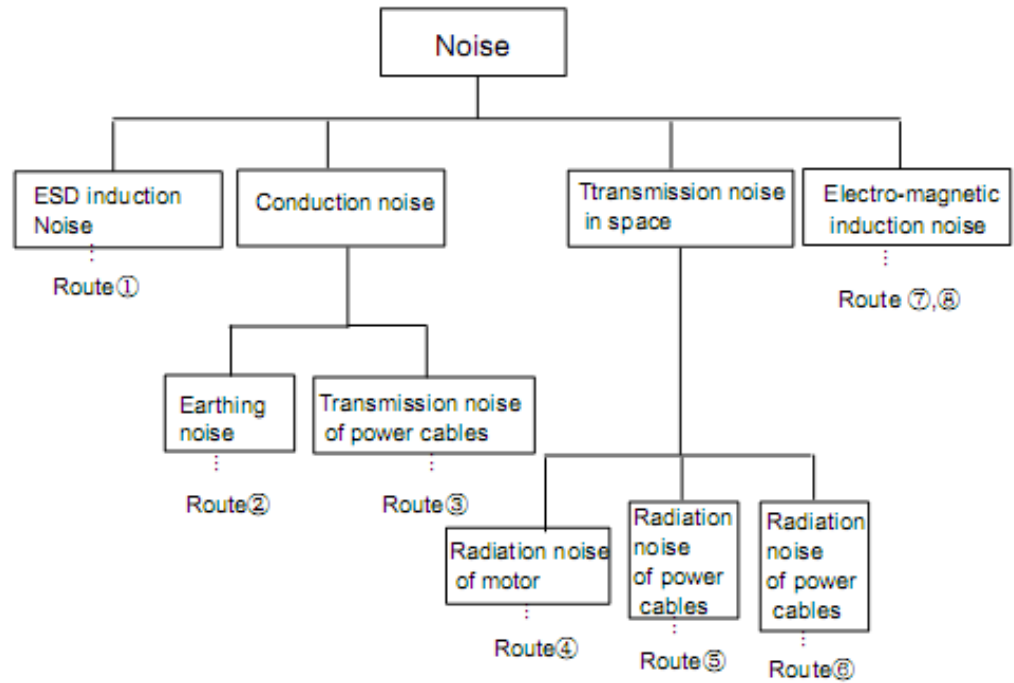 Noise
ESD induction
Noise
Conduction noise
Ttransmission noise
in space
Electro-magnetic
induction noise
Route①
Route ⑦,⑧
Earthing
noise
Transmission noise
of power cables
Route②
Route③
Radiation noise
of motor
Radiation
noise
of power
cables
Radiation
noise
of power
cables
Route④
Route⑤
Route⑥